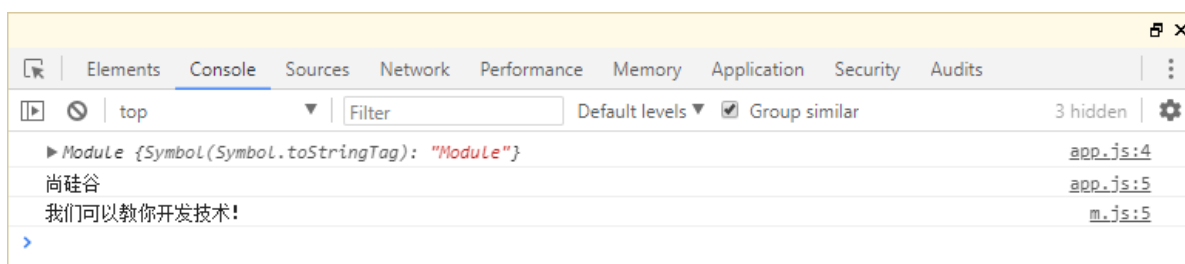 Elements Console Sources Network Performance Memory Application Security Audits
top Filter Default levels Group similar 3 hidden
Module {Symbol(Symbol.toStringTag): "Module"} app.js:4
尚硅谷 app.js:5
我们可以教你开发技术! m.js:5